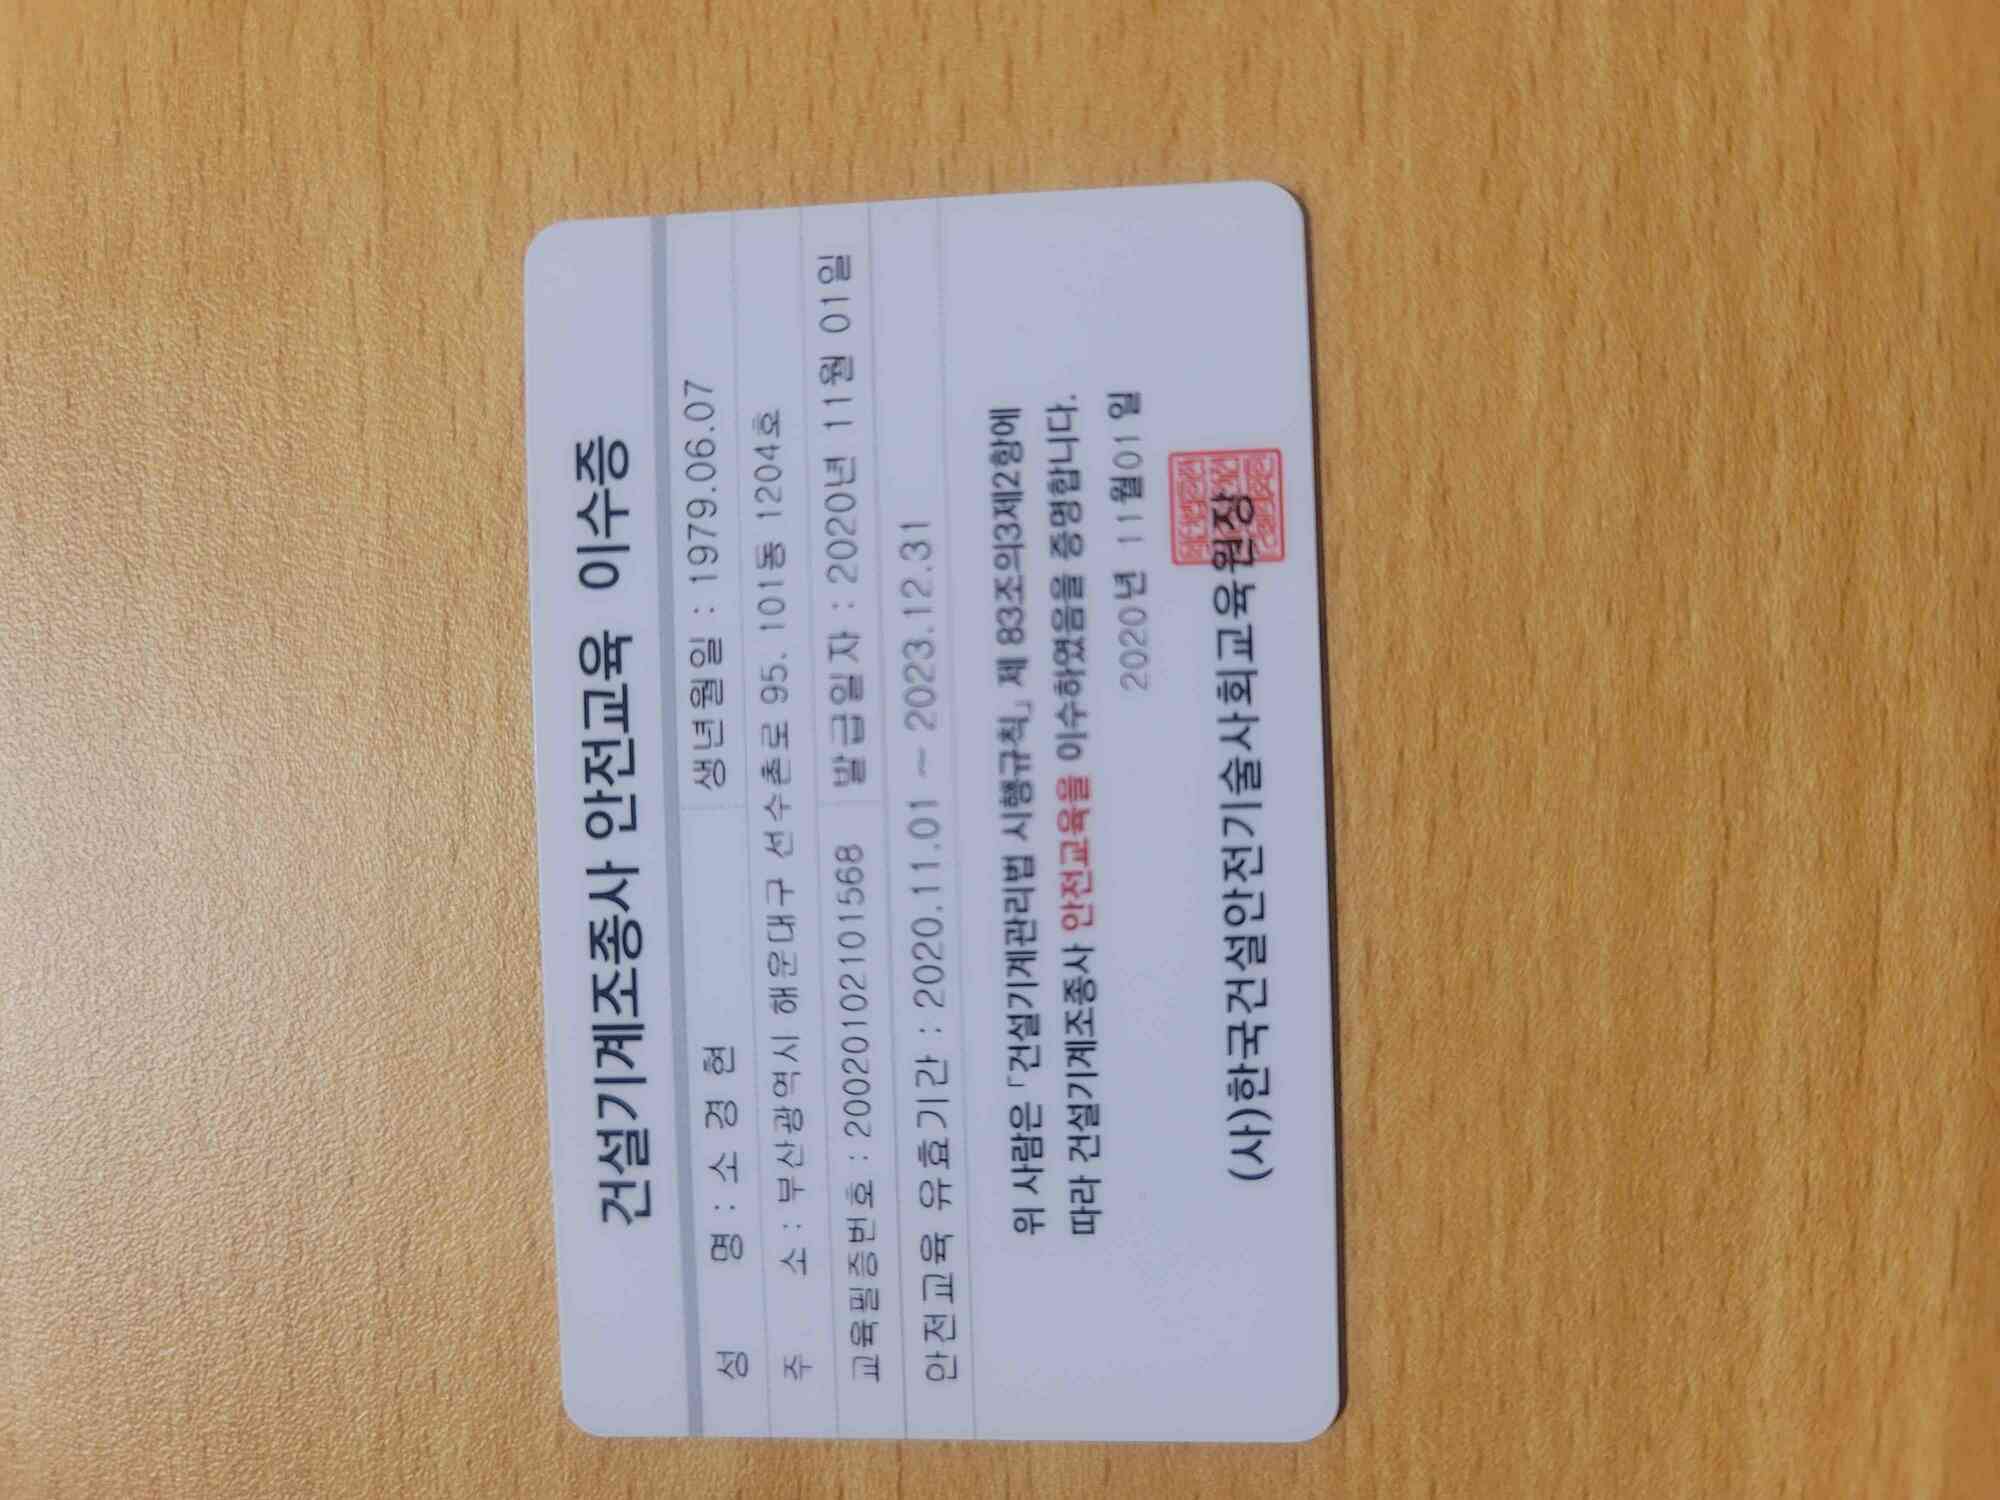 건설기계조종사 안전교육 이수증
성 명 : 소 경 현 생년월일 : 1979.06.07
주 소 : 부산광역시 해운대구 선수촌로 95. 101동 1204호
교육필증번호 : 20020102101568 발급일자 : 2020년 11월 01일
안전교육 유효기간 : 2020.11.01 ~ 2023.12.31
위 사람은 「건설기계관리법 시행규칙」 제 83조의3제2항에
따라 건설기계조종사 안전교육을 이수하였음을 증명합니다.
2020년 11월01일
(사)한국건설안전기술사회교육원장